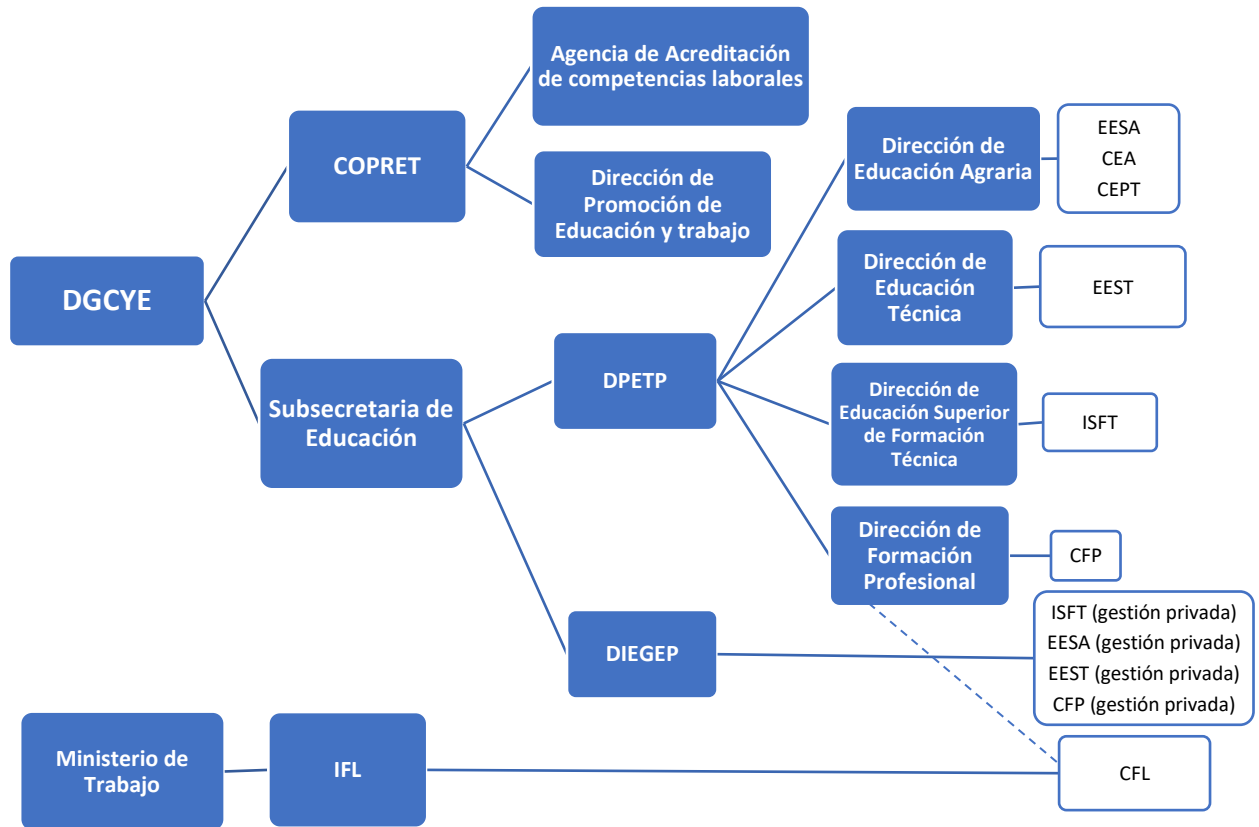 Agencia de Acreditación
de competencias laborales
COPRET
Dirección de
Promoción de
Educación y trabajo
Dirección de
Educación Agraria
EESA
CEA
CEPT
DGCYE
Dirección de
Educación
Técnica
EEST
Subsecretaria de
Educación
DPETP
Dirección de
Educación Superior
de Formación
Técnica
ISFT
Dirección de
Formación
Profesional
CFP
DIEGEP
ISFT (gestión privada)
EESA (gestión privada)
EEST (gestión privada)
CFP (gestión privada)
Ministerio de
Trabajo
IFL
CFL